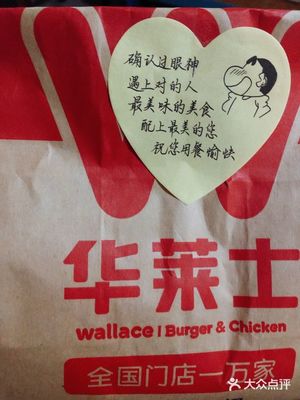 确认过眼神
遇上对的人
最美味的美食
配上最美的您
祝您用餐愉快
华莱士
wallace | Burger & Chicken
全国门店一万家
大众点评